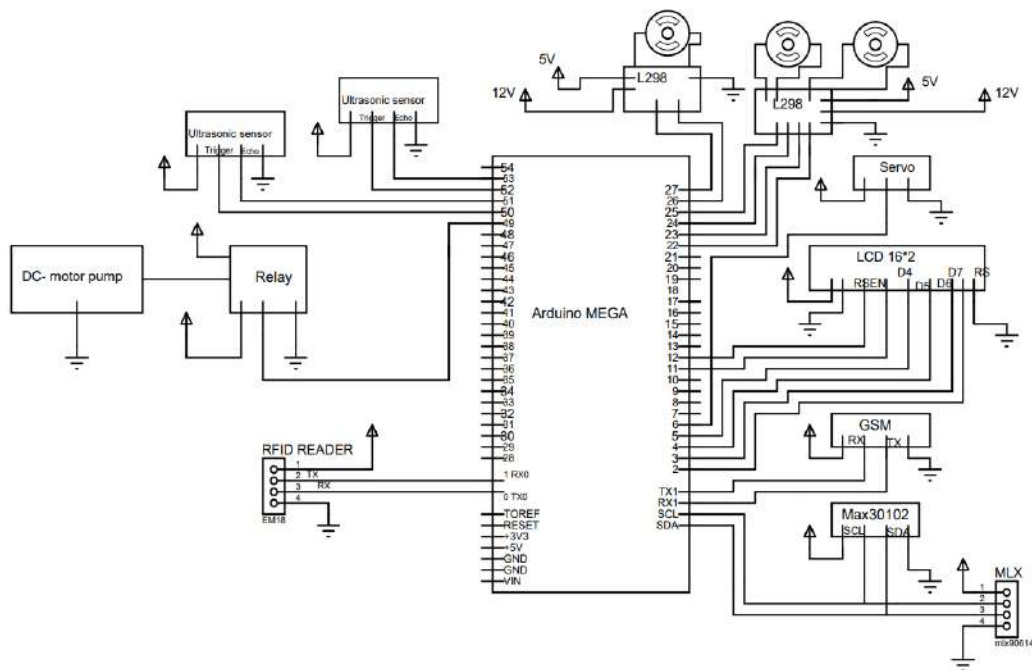 5V
L298
12V
L298
5V
12V
Ultrasonic sensor
Trigger Echo
Ultrasonic sensor
Trigger Echo
Servo
54
53
52
51
50
49
48
47
46
45
44
43
42
41
40
39
38
37
36
35
34
33
32
31
30
29
28
1 RX0
0 TX0
TOREF
RESET
+3V3
+5V
GND
GND
VIN
Arduino MEGA
27
26
25
24
23
22
21
20
19
18
17
16
15
14
13
12
11
10
9
8
7
6
5
4
3
2
TX1
RX1
SCL
SDA
DC- motor pump
Relay
LCD 16*2
RSEN D4 D5 D6 D7 RS
RFID READER
1
2 TX
3 RX
4
EM18
GSM
RX TX
Max30102
SCL SDA
MLX
1
2
3
4
mlx90614